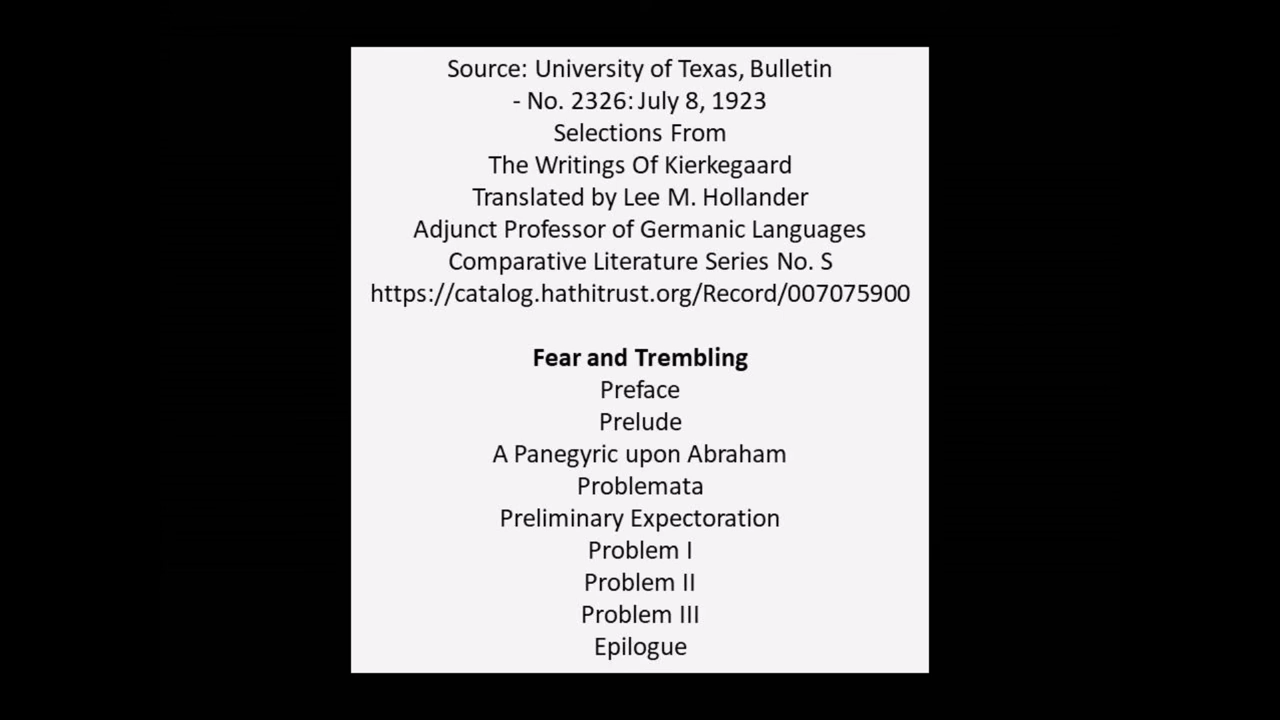 Source: University of Texas, Bulletin
- No. 2326: July 8, 1923
Selections From
The Writings Of Kierkegaard
Translated by Lee M. Hollander
Adjunct Professor of Germanic Languages
Comparative Literature Series No. S
https://catalog.hathitrust.org/Record/007075900
Fear and Trembling
Preface
Prelude
A Panegyric upon Abraham
Problemata
Preliminary Expectoration
Problem I
Problem II
Problem III
Epilogue